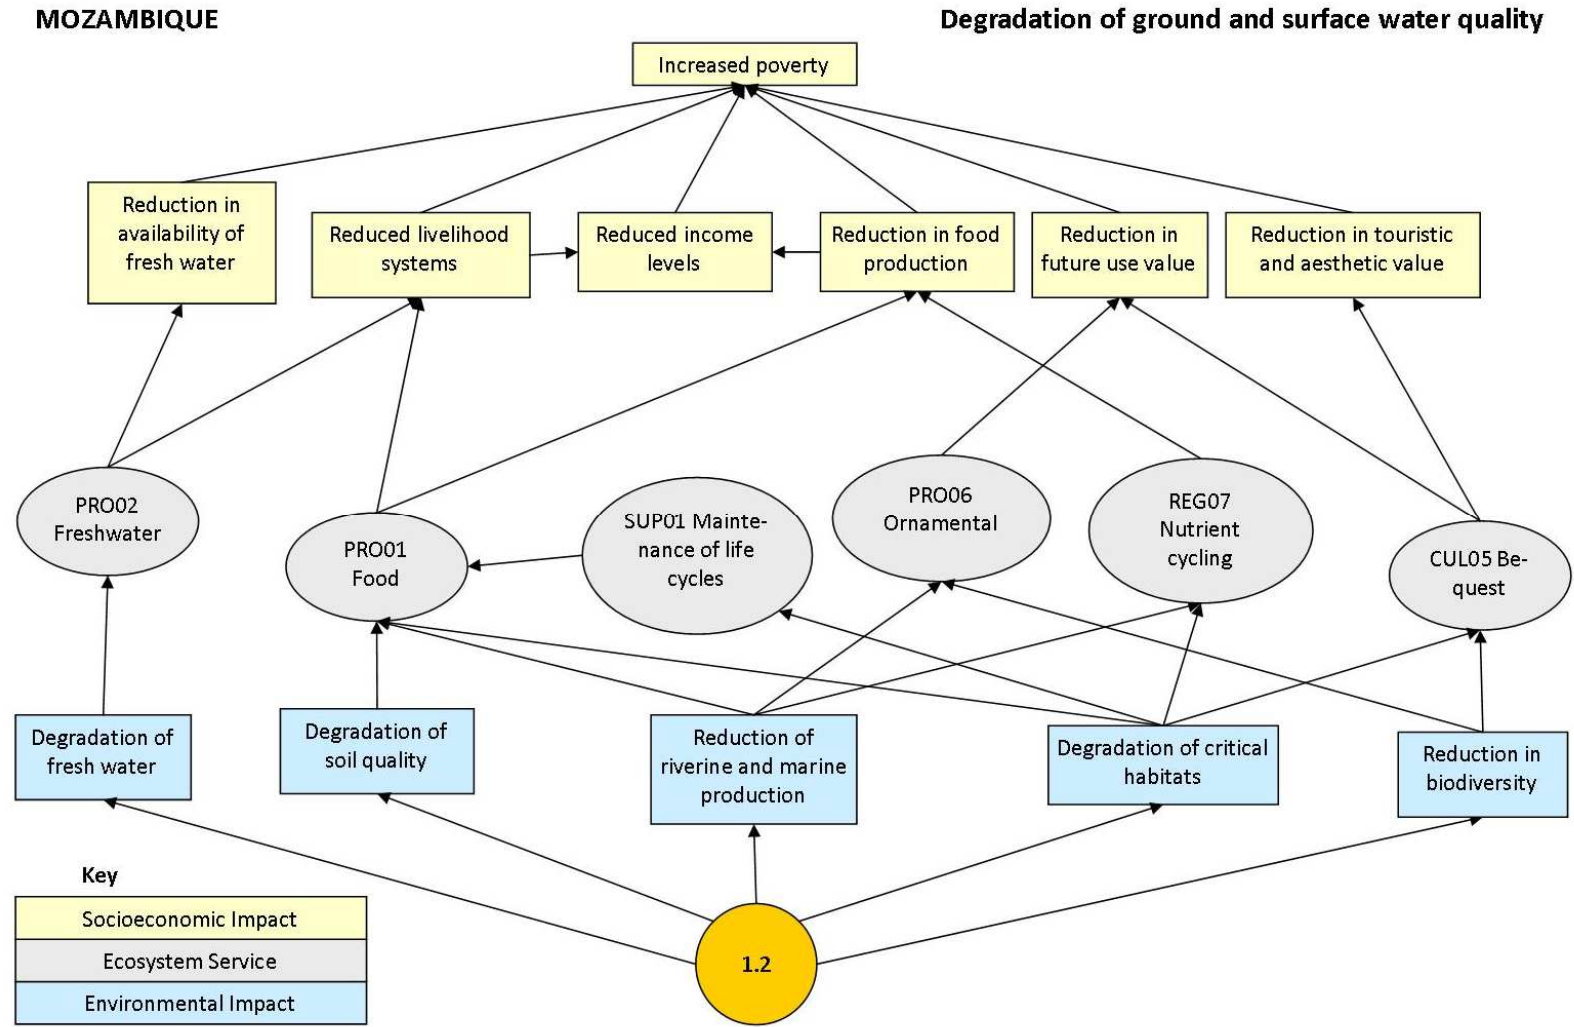 MOZAMBIQUE
Degradation of ground and surface water quality
Increased poverty
Reduction in
availability of
fresh water
Reduced livelihood
systems
Reduced income
levels
Reduction in food
production
Reduction in
future use value
Reduction in touristic
and aesthetic value
PRO02
Freshwater
PRO01
Food
SUP01 Mainte-
nance of life
cycles
PRO06
Ornamental
REG07
Nutrient
cycling
CUL05 Be-
quest
Degradation of
fresh water
Degradation of
soil quality
Reduction of
riverine and marine
production
Degradation of critical
habitats
Reduction in
biodiversity
Key
Socioeconomic Impact
Ecosystem Service
Environmental Impact
1.2